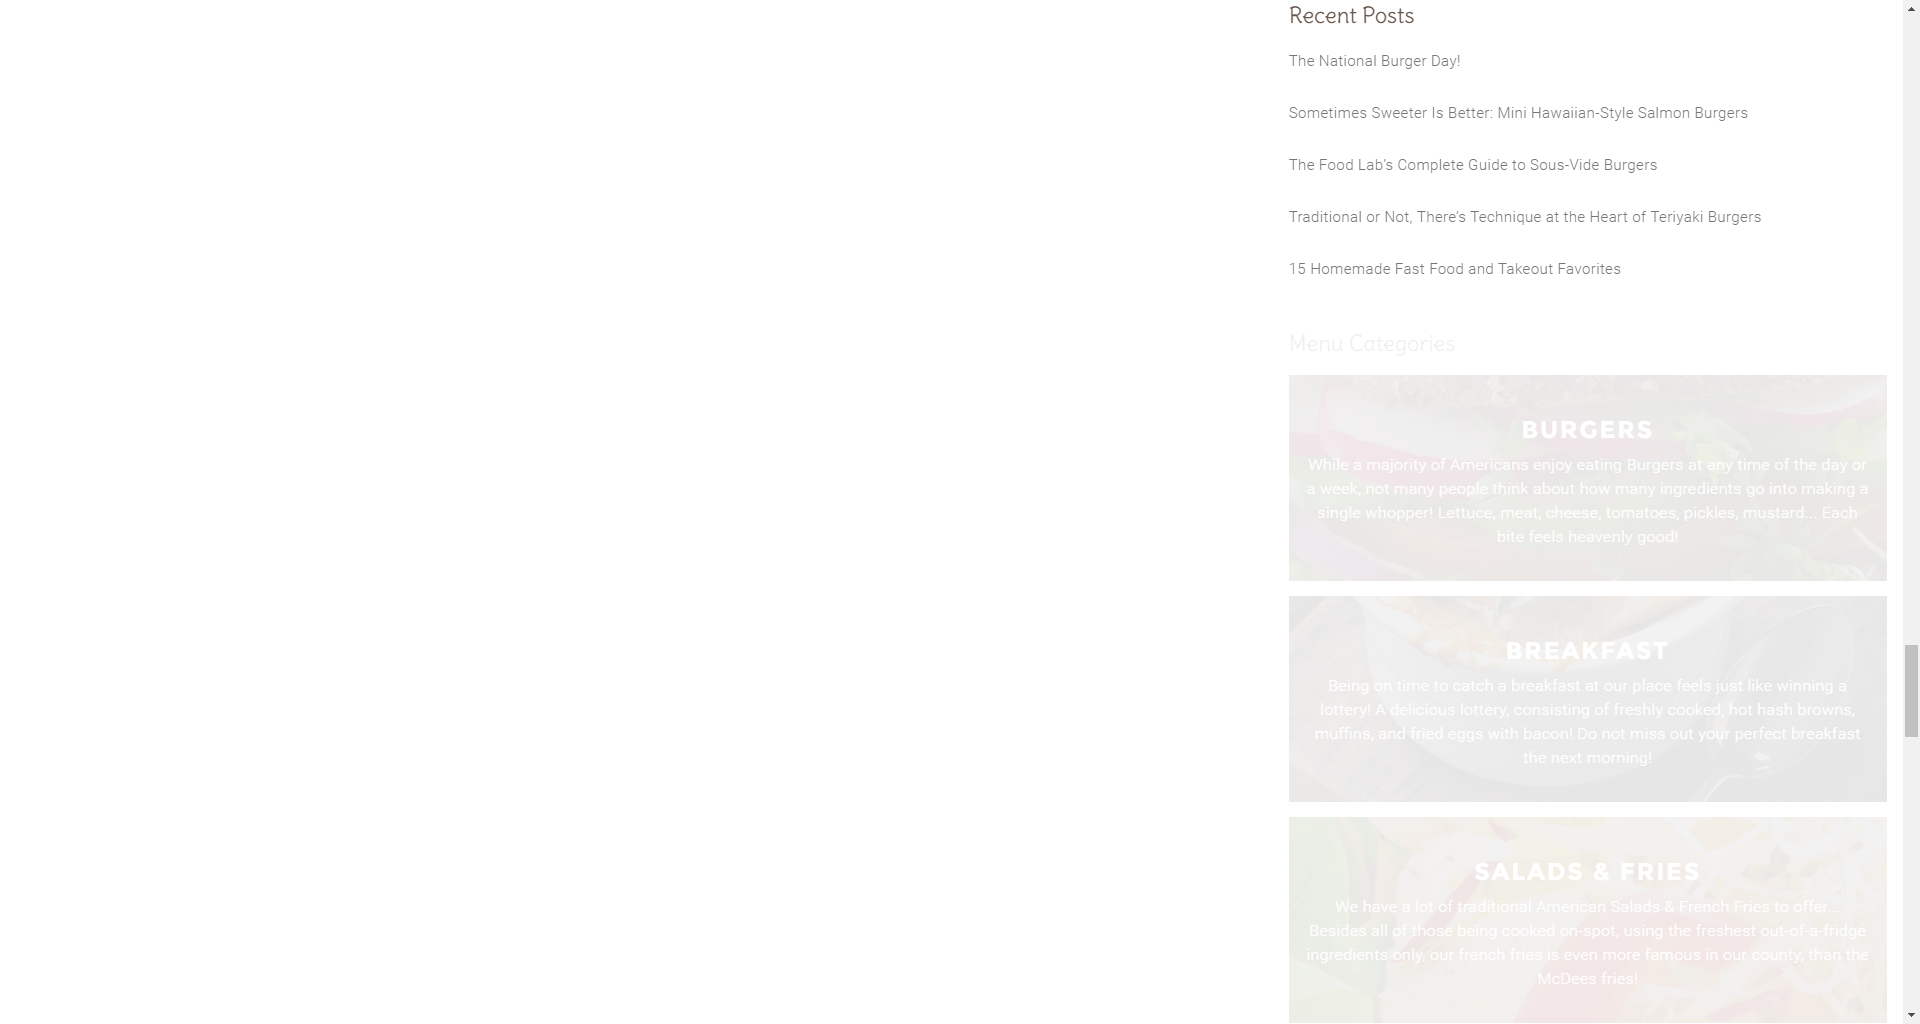 Recent Posts
The National Burger Day!
Sometimes Sweeter Is Better: Mini Hawaiian-Style Salmon Burgers
The Food Lab’s Complete Guide to Sous-Vide Burgers
Traditional or Not, There’s Technique at the Heart of Teriyaki Burgers
15 Homemade Fast Food and Takeout Favorites
Menu Categories
BURGERS
While a majority of Americans enjoy eating Burgers at any time of the day or
a week, not many people think about how many ingredients go into making a
single whopper! Lettuce, meat, cheese, tomatoes, pickles, mustard... Each
bite feels heavenly good!
BREAKFAST
Being on time to catch a breakfast at our place feels just like winning a
lottery! A delicious lottery, consisting of freshly cooked, hot hash browns,
muffins, and fried eggs with bacon! Do not miss out your perfect breakfast
the next morning!
SALADS & FRIES
We have a lot of traditional American Salads & French Fries to offer...
Besides all of those being cooked on-spot, using the freshest out-of-a-fridge
ingredients only, our french fries is even more famous in our county, than the
McDees fries!